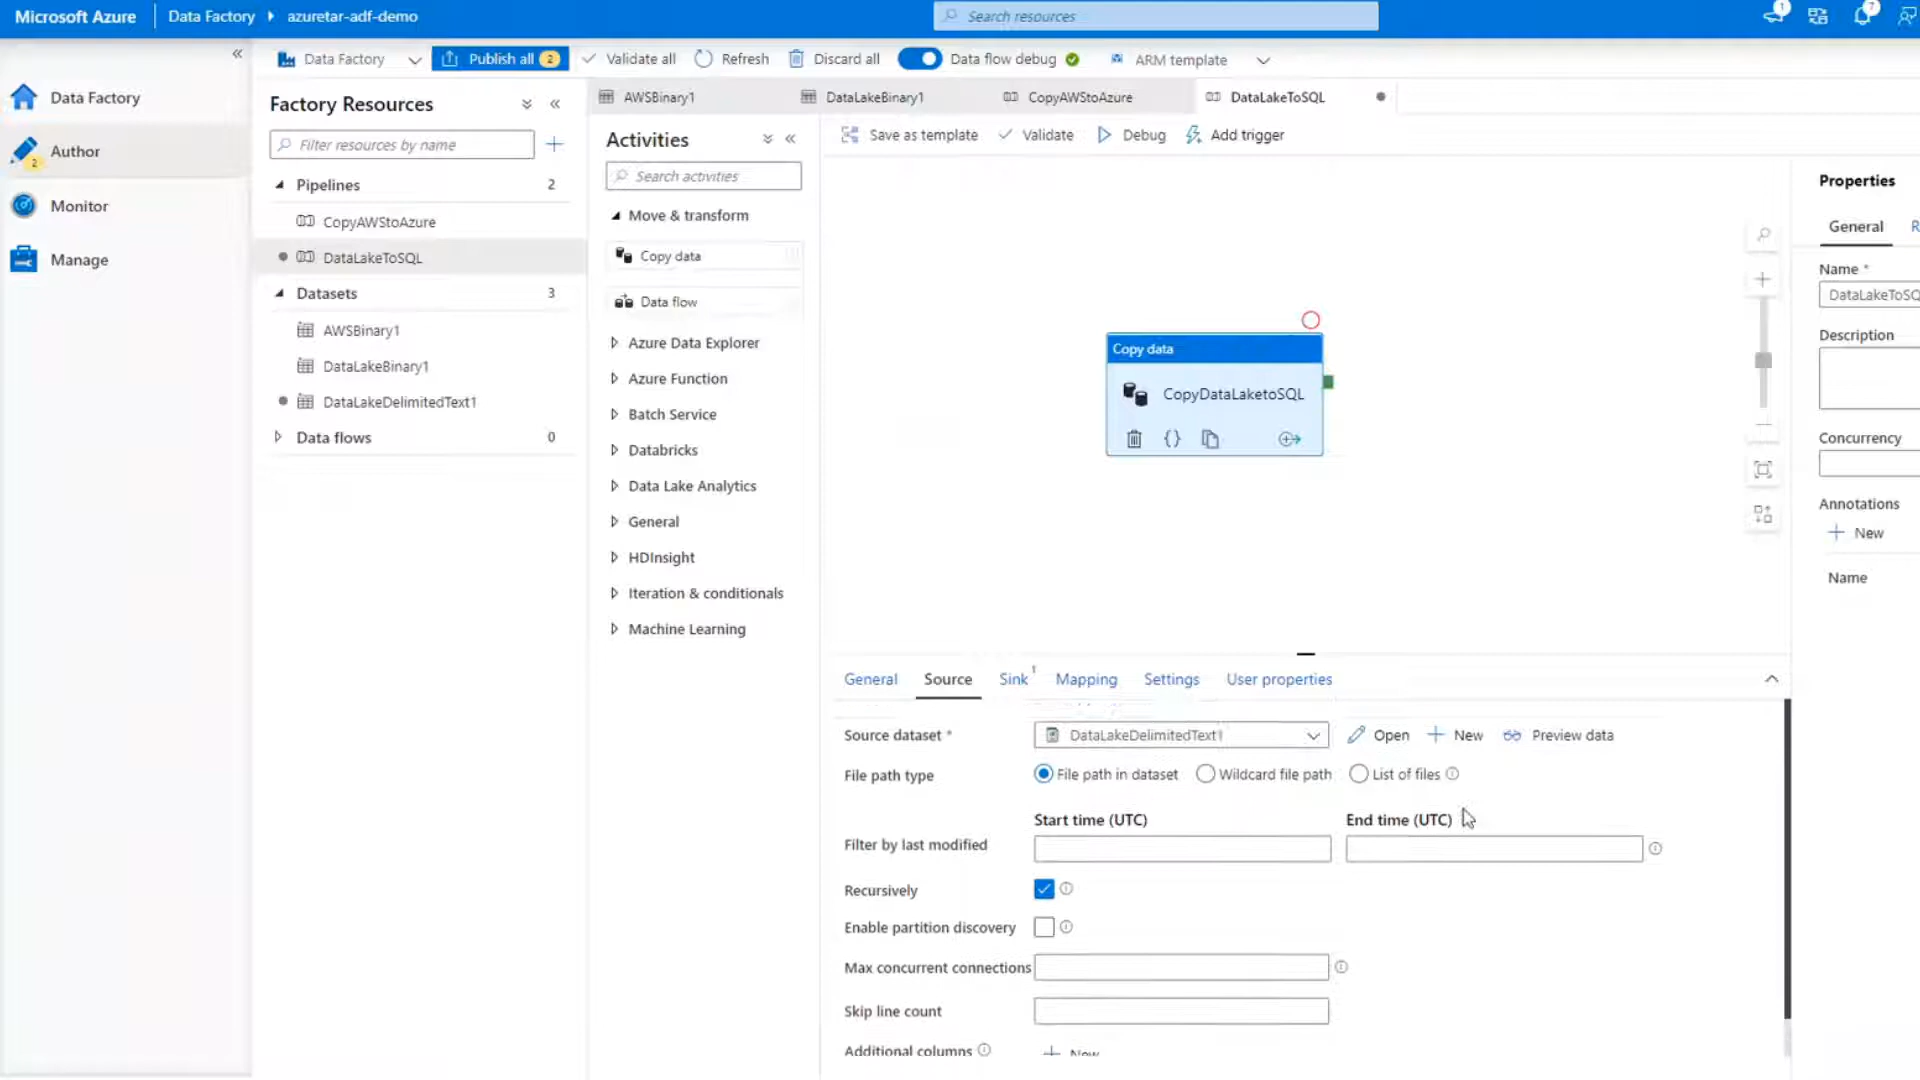 Microsoft Azure
Data Factory
azuretar-adf-demo
Search resources
1
7
Data Factory
Author
2
Monitor
Manage
Data Factory
Publish all 2
Validate all
Refresh
Discard all
Data flow debug
ARM template
Factory Resources
Filter resources by name
Pipelines 2
CopyAWStoAzure
DataLakeToSQL
Datasets 3
AWSBinary1
DataLakeBinary1
DataLakeDelimitedText1
Data flows 0
AWSBinary1
DataLakeBinary1
CopyAWStoAzure
DataLakeToSQL
Activities
Search activities
Move & transform
Copy data
Data flow
Azure Data Explorer
Azure Function
Batch Service
Databricks
Data Lake Analytics
General
HDInsight
Iteration & conditionals
Machine Learning
Save as template
Validate
Debug
Add trigger
Copy data
CopyDataLaketoSQL
General
Source
Sink 1
Mapping
Settings
User properties
Source dataset *
DataLakeDelimitedText1
Open
New
Preview data
File path type
File path in dataset
Wildcard file path
List of files
Start time (UTC)
End time (UTC)
Filter by last modified
Recursively
Enable partition discovery
Max concurrent connections
Skip line count
Additional columns
New
Properties
General
R
Name *
DataLakeToSQ
Description
Concurrency
Annotations
New
Name